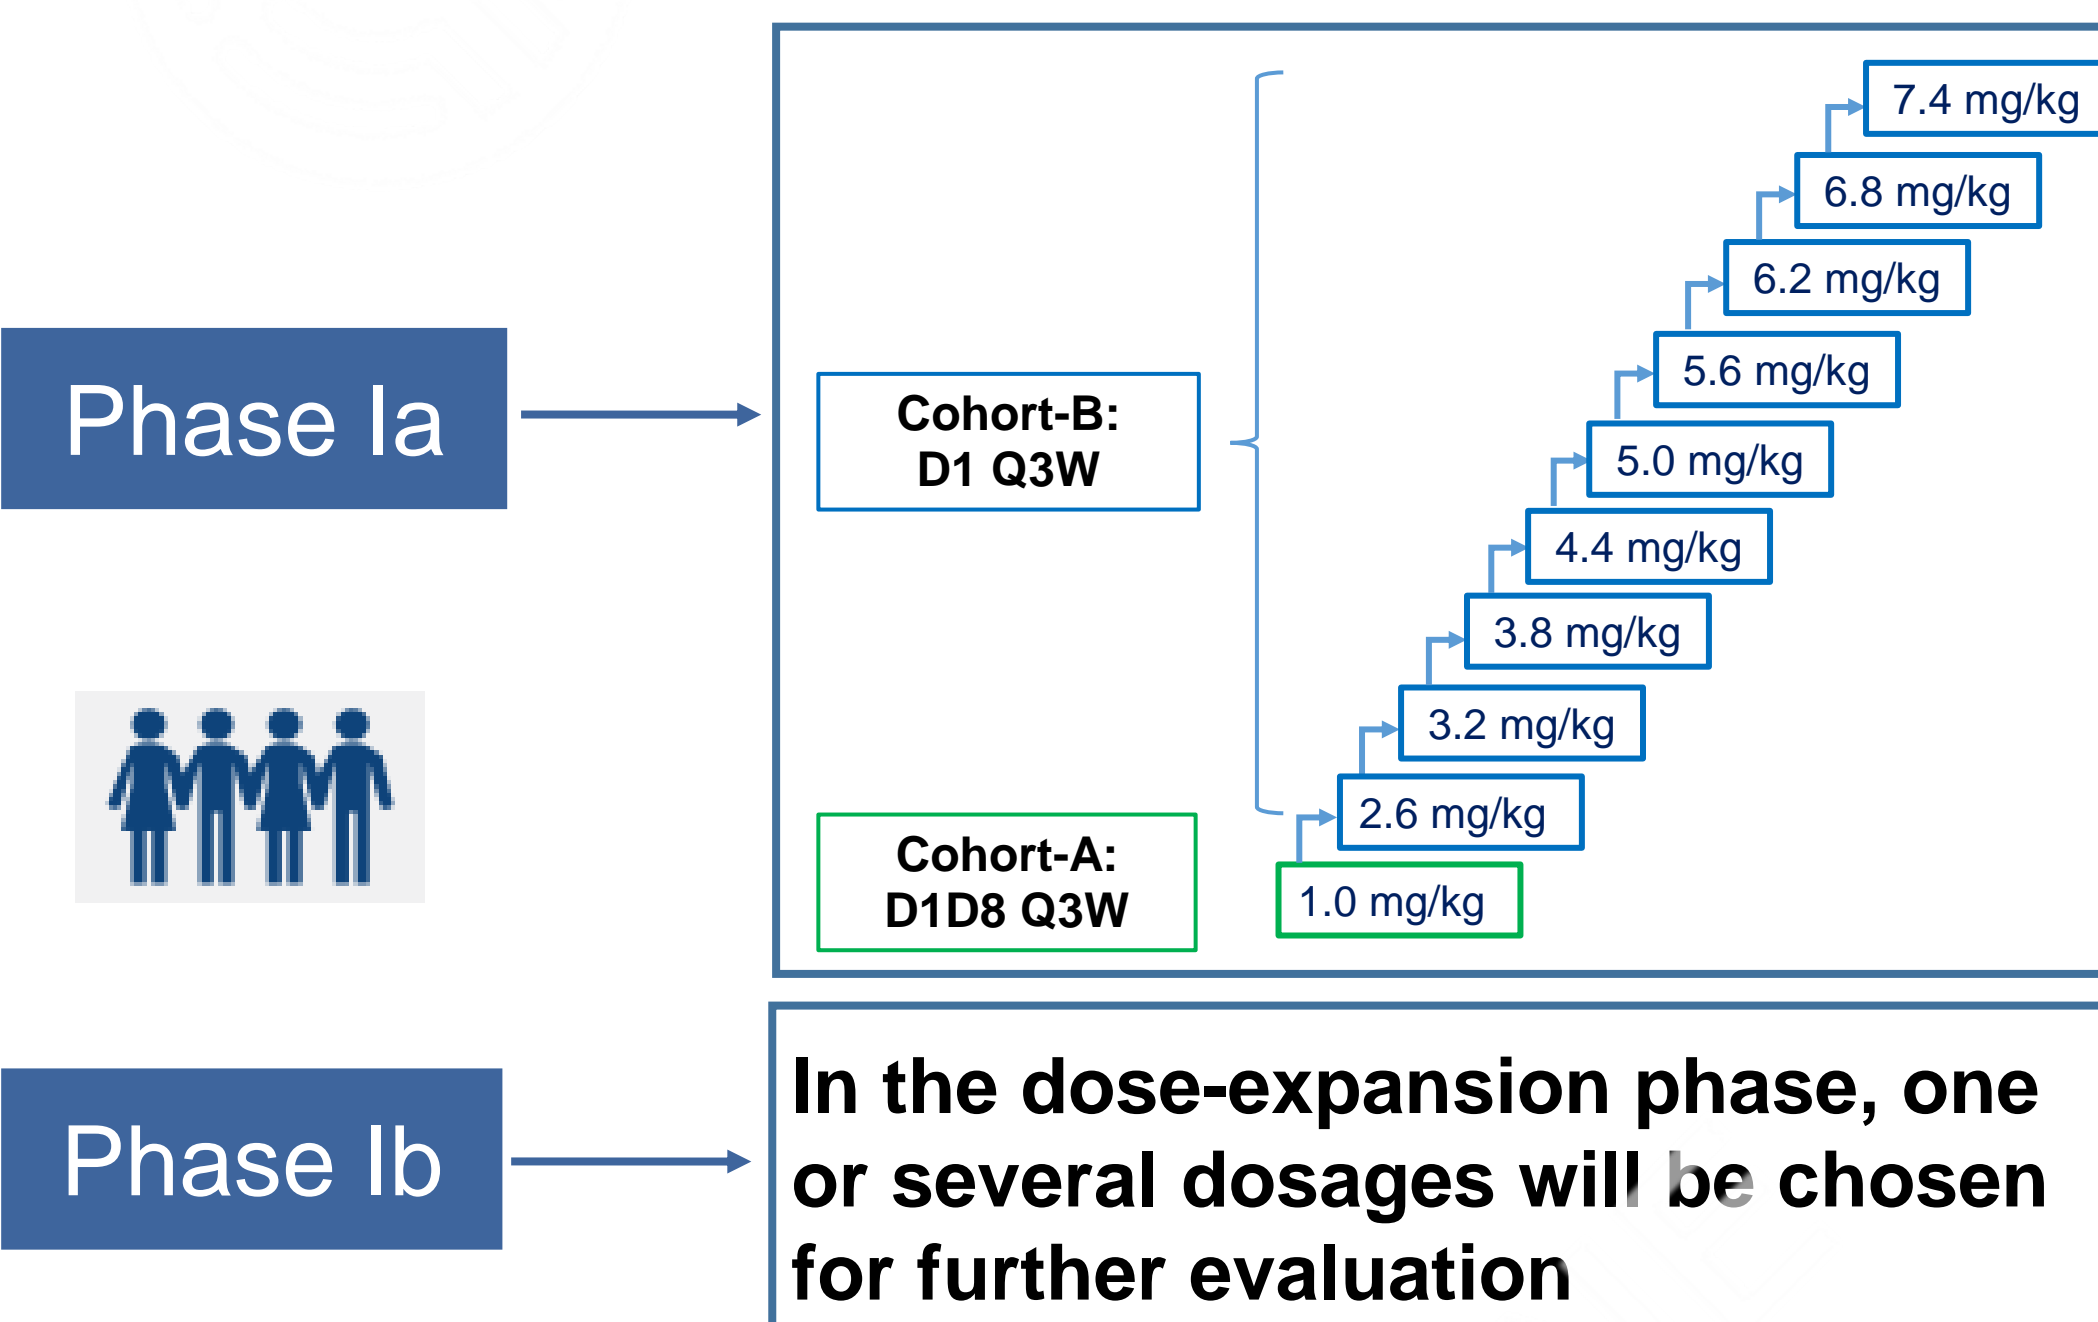 Phase Ia
Cohort-B:
D1 Q3W
7.4 mg/kg
6.8 mg/kg
6.2 mg/kg
5.6 mg/kg
5.0 mg/kg
4.4 mg/kg
3.8 mg/kg
3.2 mg/kg
2.6 mg/kg
Cohort-A:
D1D8 Q3W
1.0 mg/kg
Phase Ib
In the dose-expansion phase, one
or several dosages will be chosen
for further evaluation